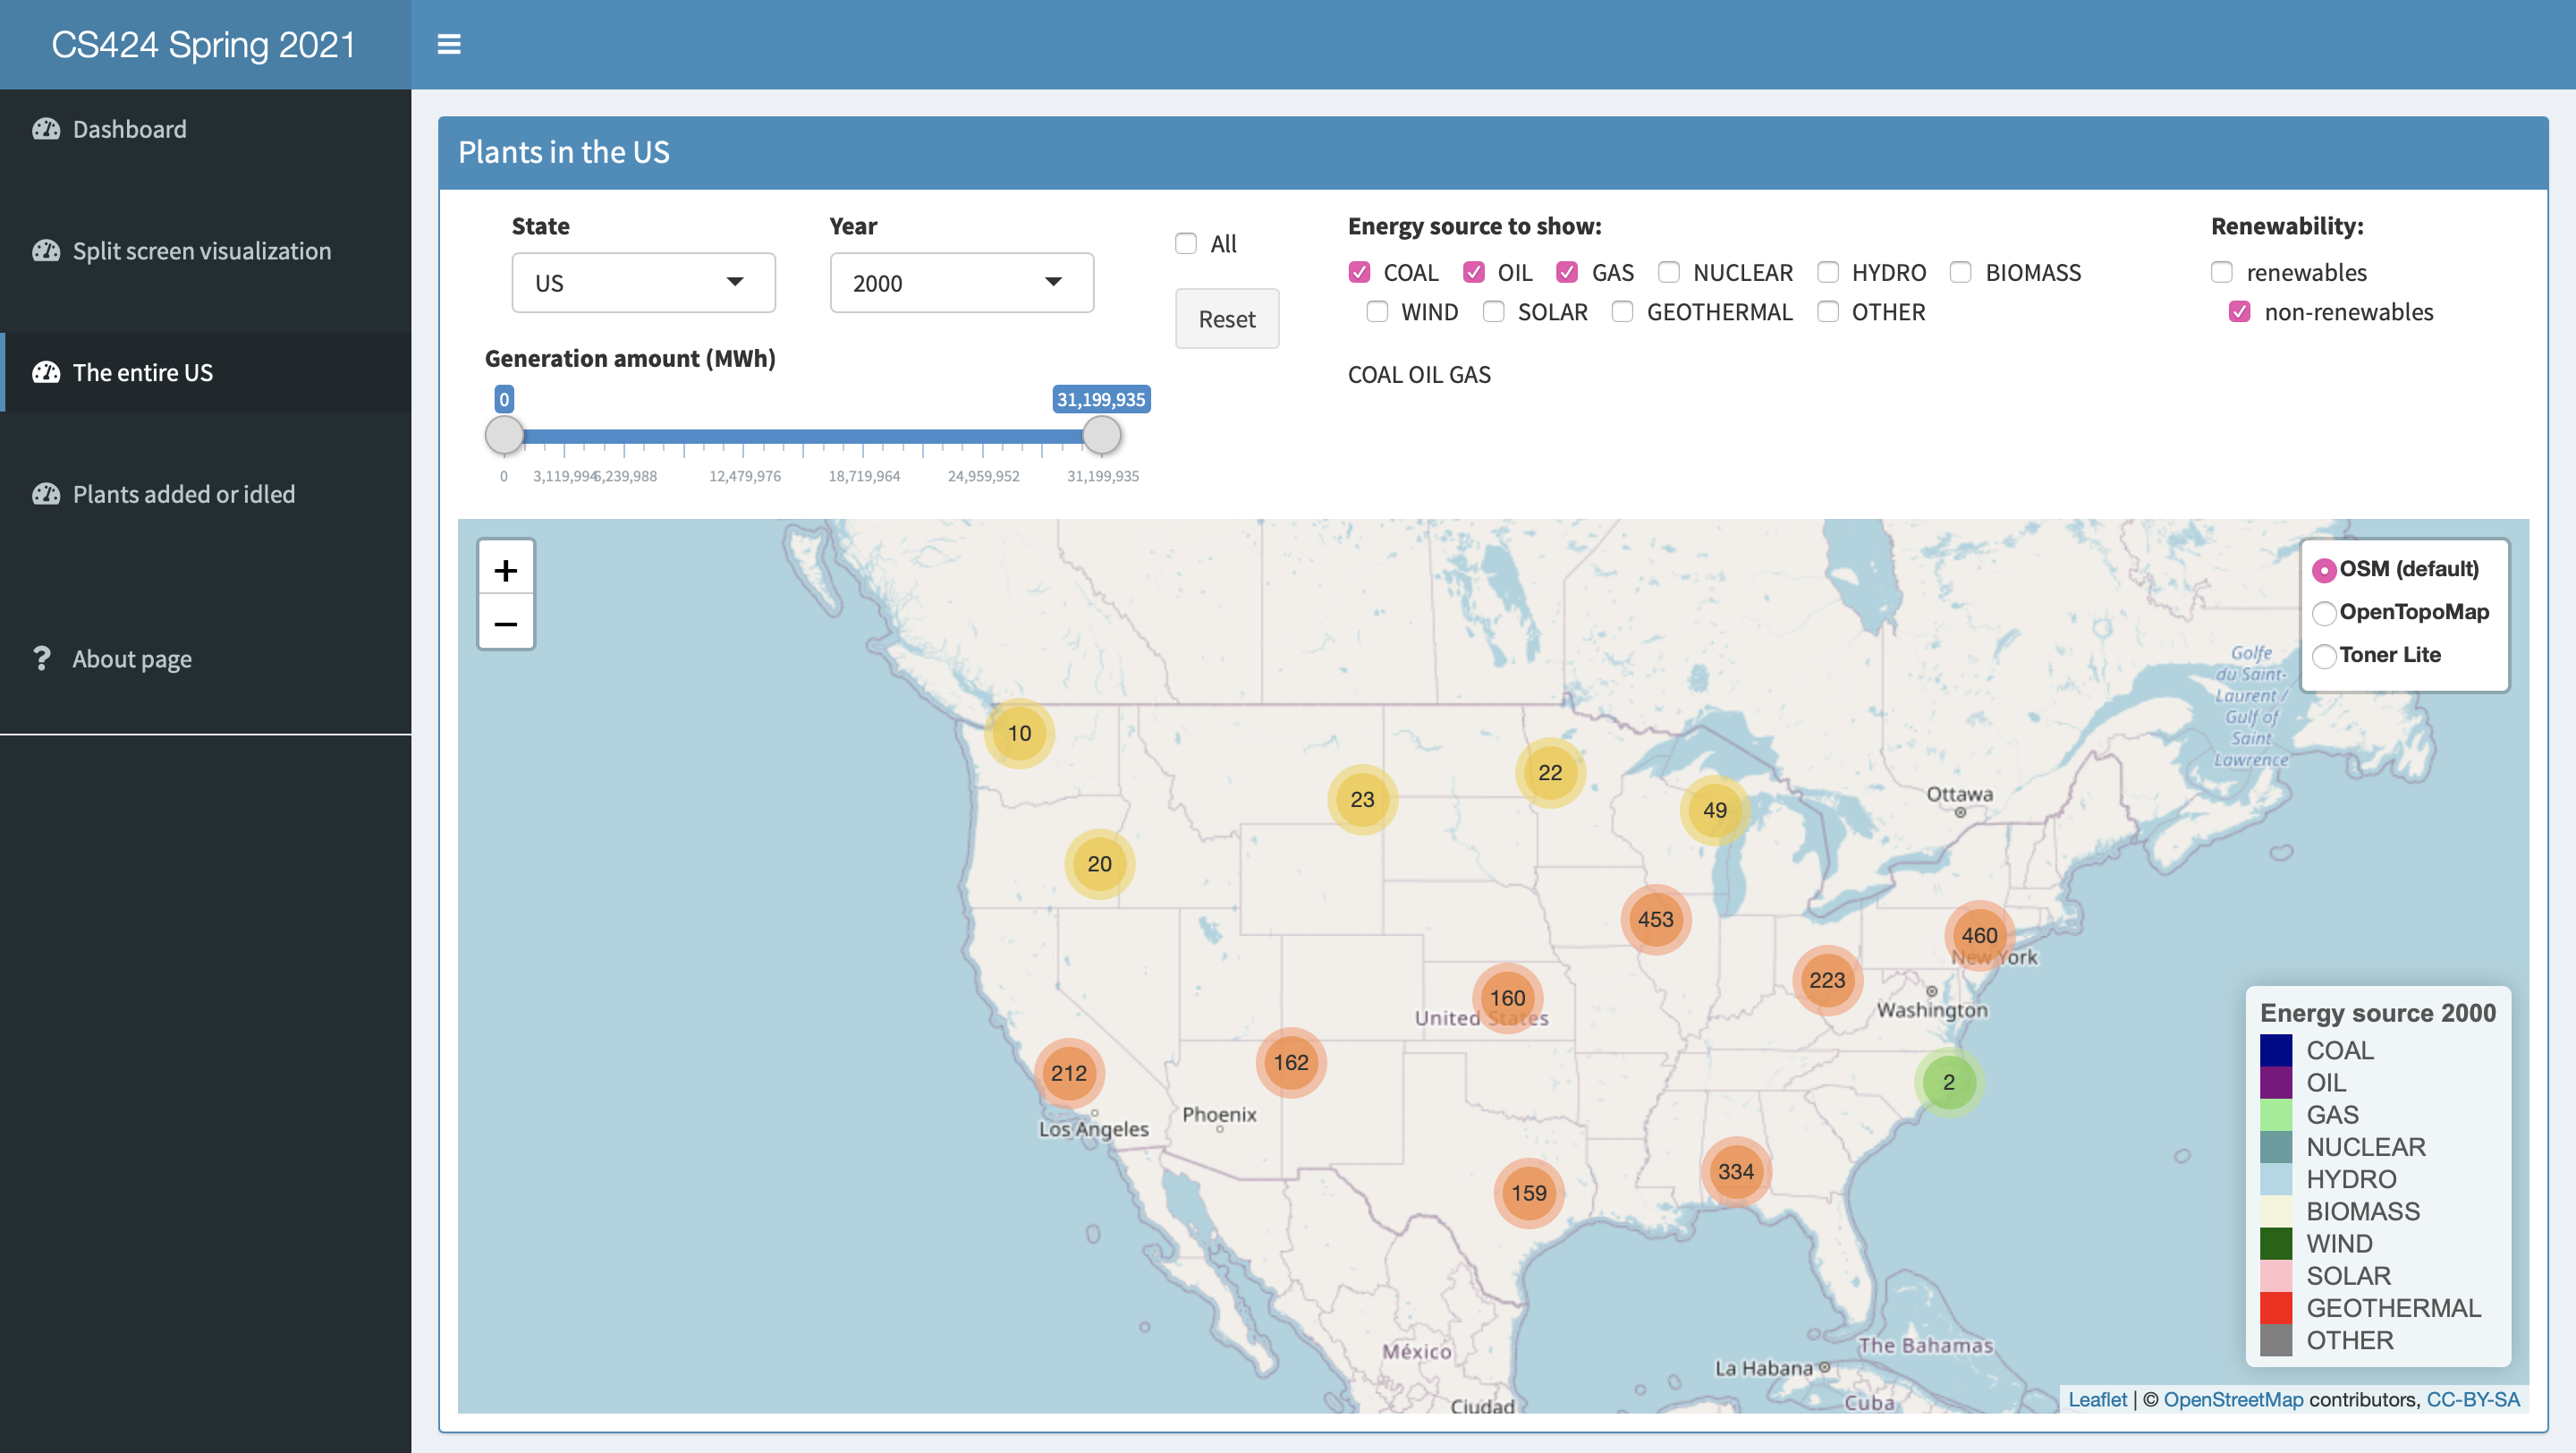 CS424 Spring 2021
Dashboard
Split screen visualization
The entire US
Plants added or idled
About page
Plants in the US
State
US
Year
2000
All
Reset
Energy source to show:
COAL OIL GAS NUCLEAR HYDRO BIOMASS
WIND SOLAR GEOTHERMAL OTHER
COAL OIL GAS
Renewability:
renewables
non-renewables
Generation amount (MWh)
0 31,199,935
0 3,119,994 6,239,988 12,479,976 18,719,964 24,959,952 31,199,935
+
−
OSM (default)
OpenTopoMap
Toner Lite
Golfe
du Saint-
Laurent /
Gulf of
Saint
Lawrence
10
22
23
49
Ottawa
20
453
460
New York
223
160
United States
Washington
162
212
2
Phoenix
Los Angeles
334
159
México
The Bahamas
La Habana
Cuba
Ciudad
Energy source 2000
COAL
OIL
GAS
NUCLEAR
HYDRO
BIOMASS
WIND
SOLAR
GEOTHERMAL
OTHER
Leaflet | © OpenStreetMap contributors, CC-BY-SA